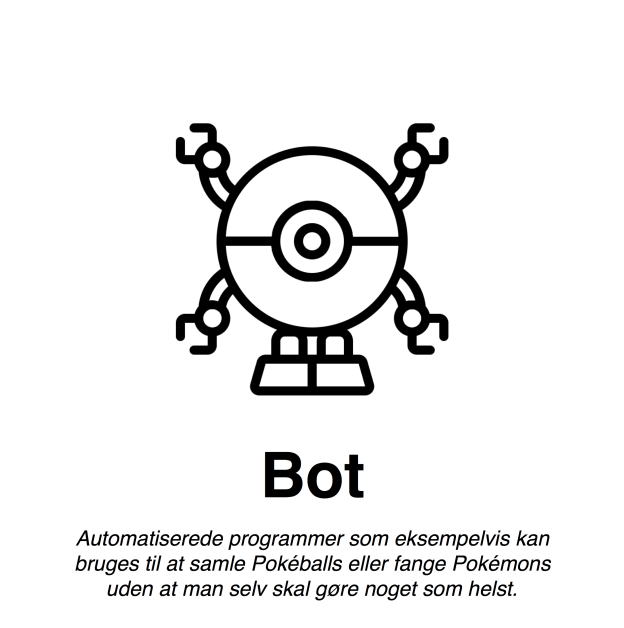 Bot
Automatiserede programmer som eksempelvis kan
bruges til at samle Pokéballs eller fange Pokémons
uden at man selv skal gøre noget som helst.